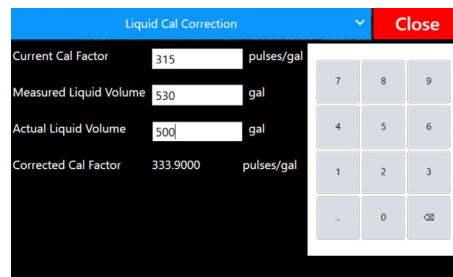 Liquid Cal Correction
Close
Current Cal Factor 315 pulses/gal
Measured Liquid Volume 530 gal
Actual Liquid Volume 500 gal
Corrected Cal Factor 333.9000 pulses/gal
7 8 9
4 5 6
1 2 3
. 0 ⌫